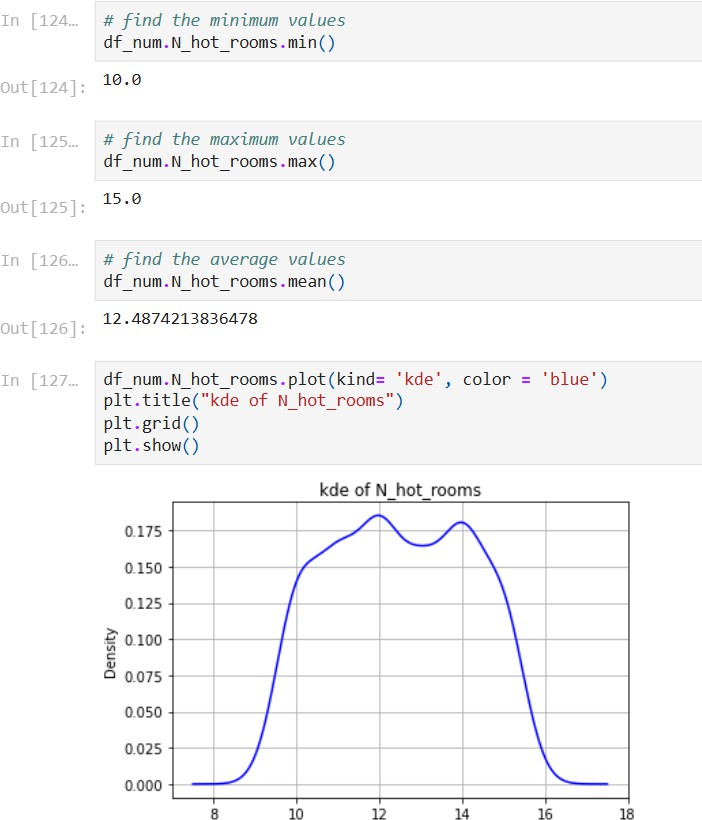 In [124…
# find the minimum values
df_num.N_hot_rooms.min()
Out[124]:
10.0
In [125…
# find the maximum values
df_num.N_hot_rooms.max()
Out[125]:
15.0
In [126…
# find the average values
df_num.N_hot_rooms.mean()
Out[126]:
12.4874213836478
In [127…
df_num.N_hot_rooms.plot(kind= 'kde', color = 'blue')
plt.title("kde of N_hot_rooms")
plt.grid()
plt.show()
kde of N_hot_rooms
Density
0.175
0.150
0.125
0.100
0.075
0.050
0.025
0.000
8 10 12 14 16 18